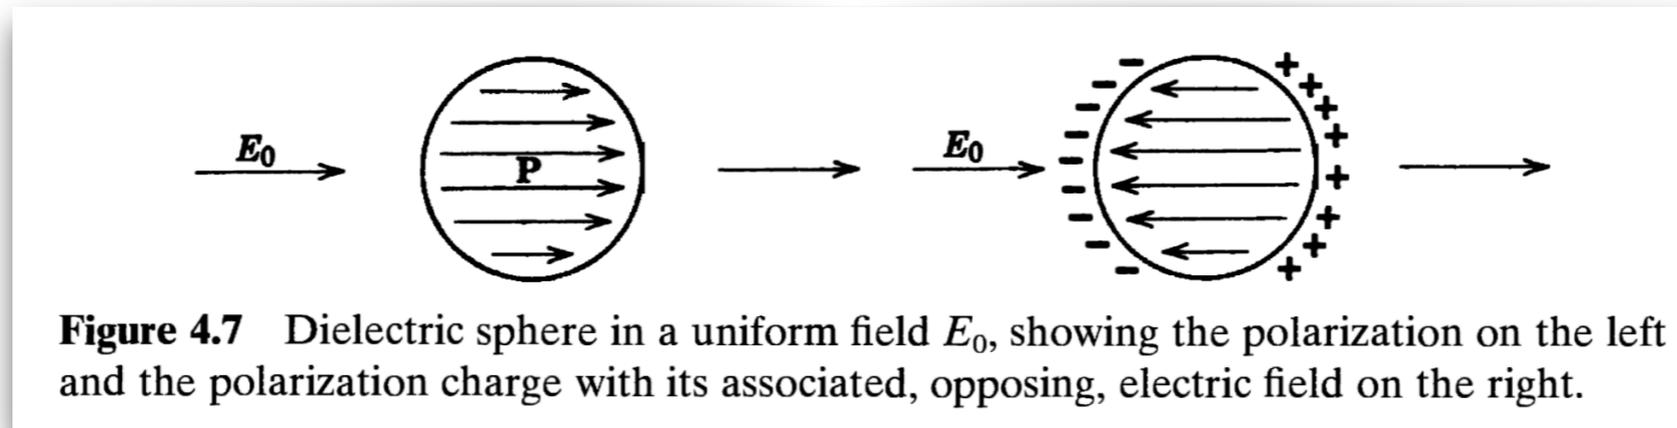 E₀ P E₀
Figure 4.7 Dielectric sphere in a uniform field E₀, showing the polarization on the left
and the polarization charge with its associated, opposing, electric field on the right.